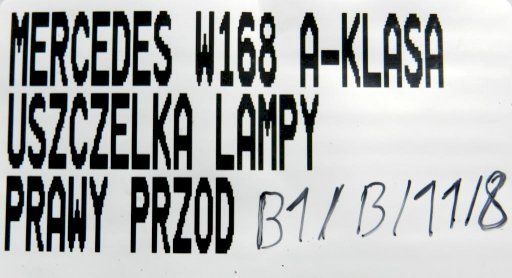 MERCEDES W168 A-KLASA
USZCZELKA LAMPY
PRAWY PRZOD B1/B/11/8